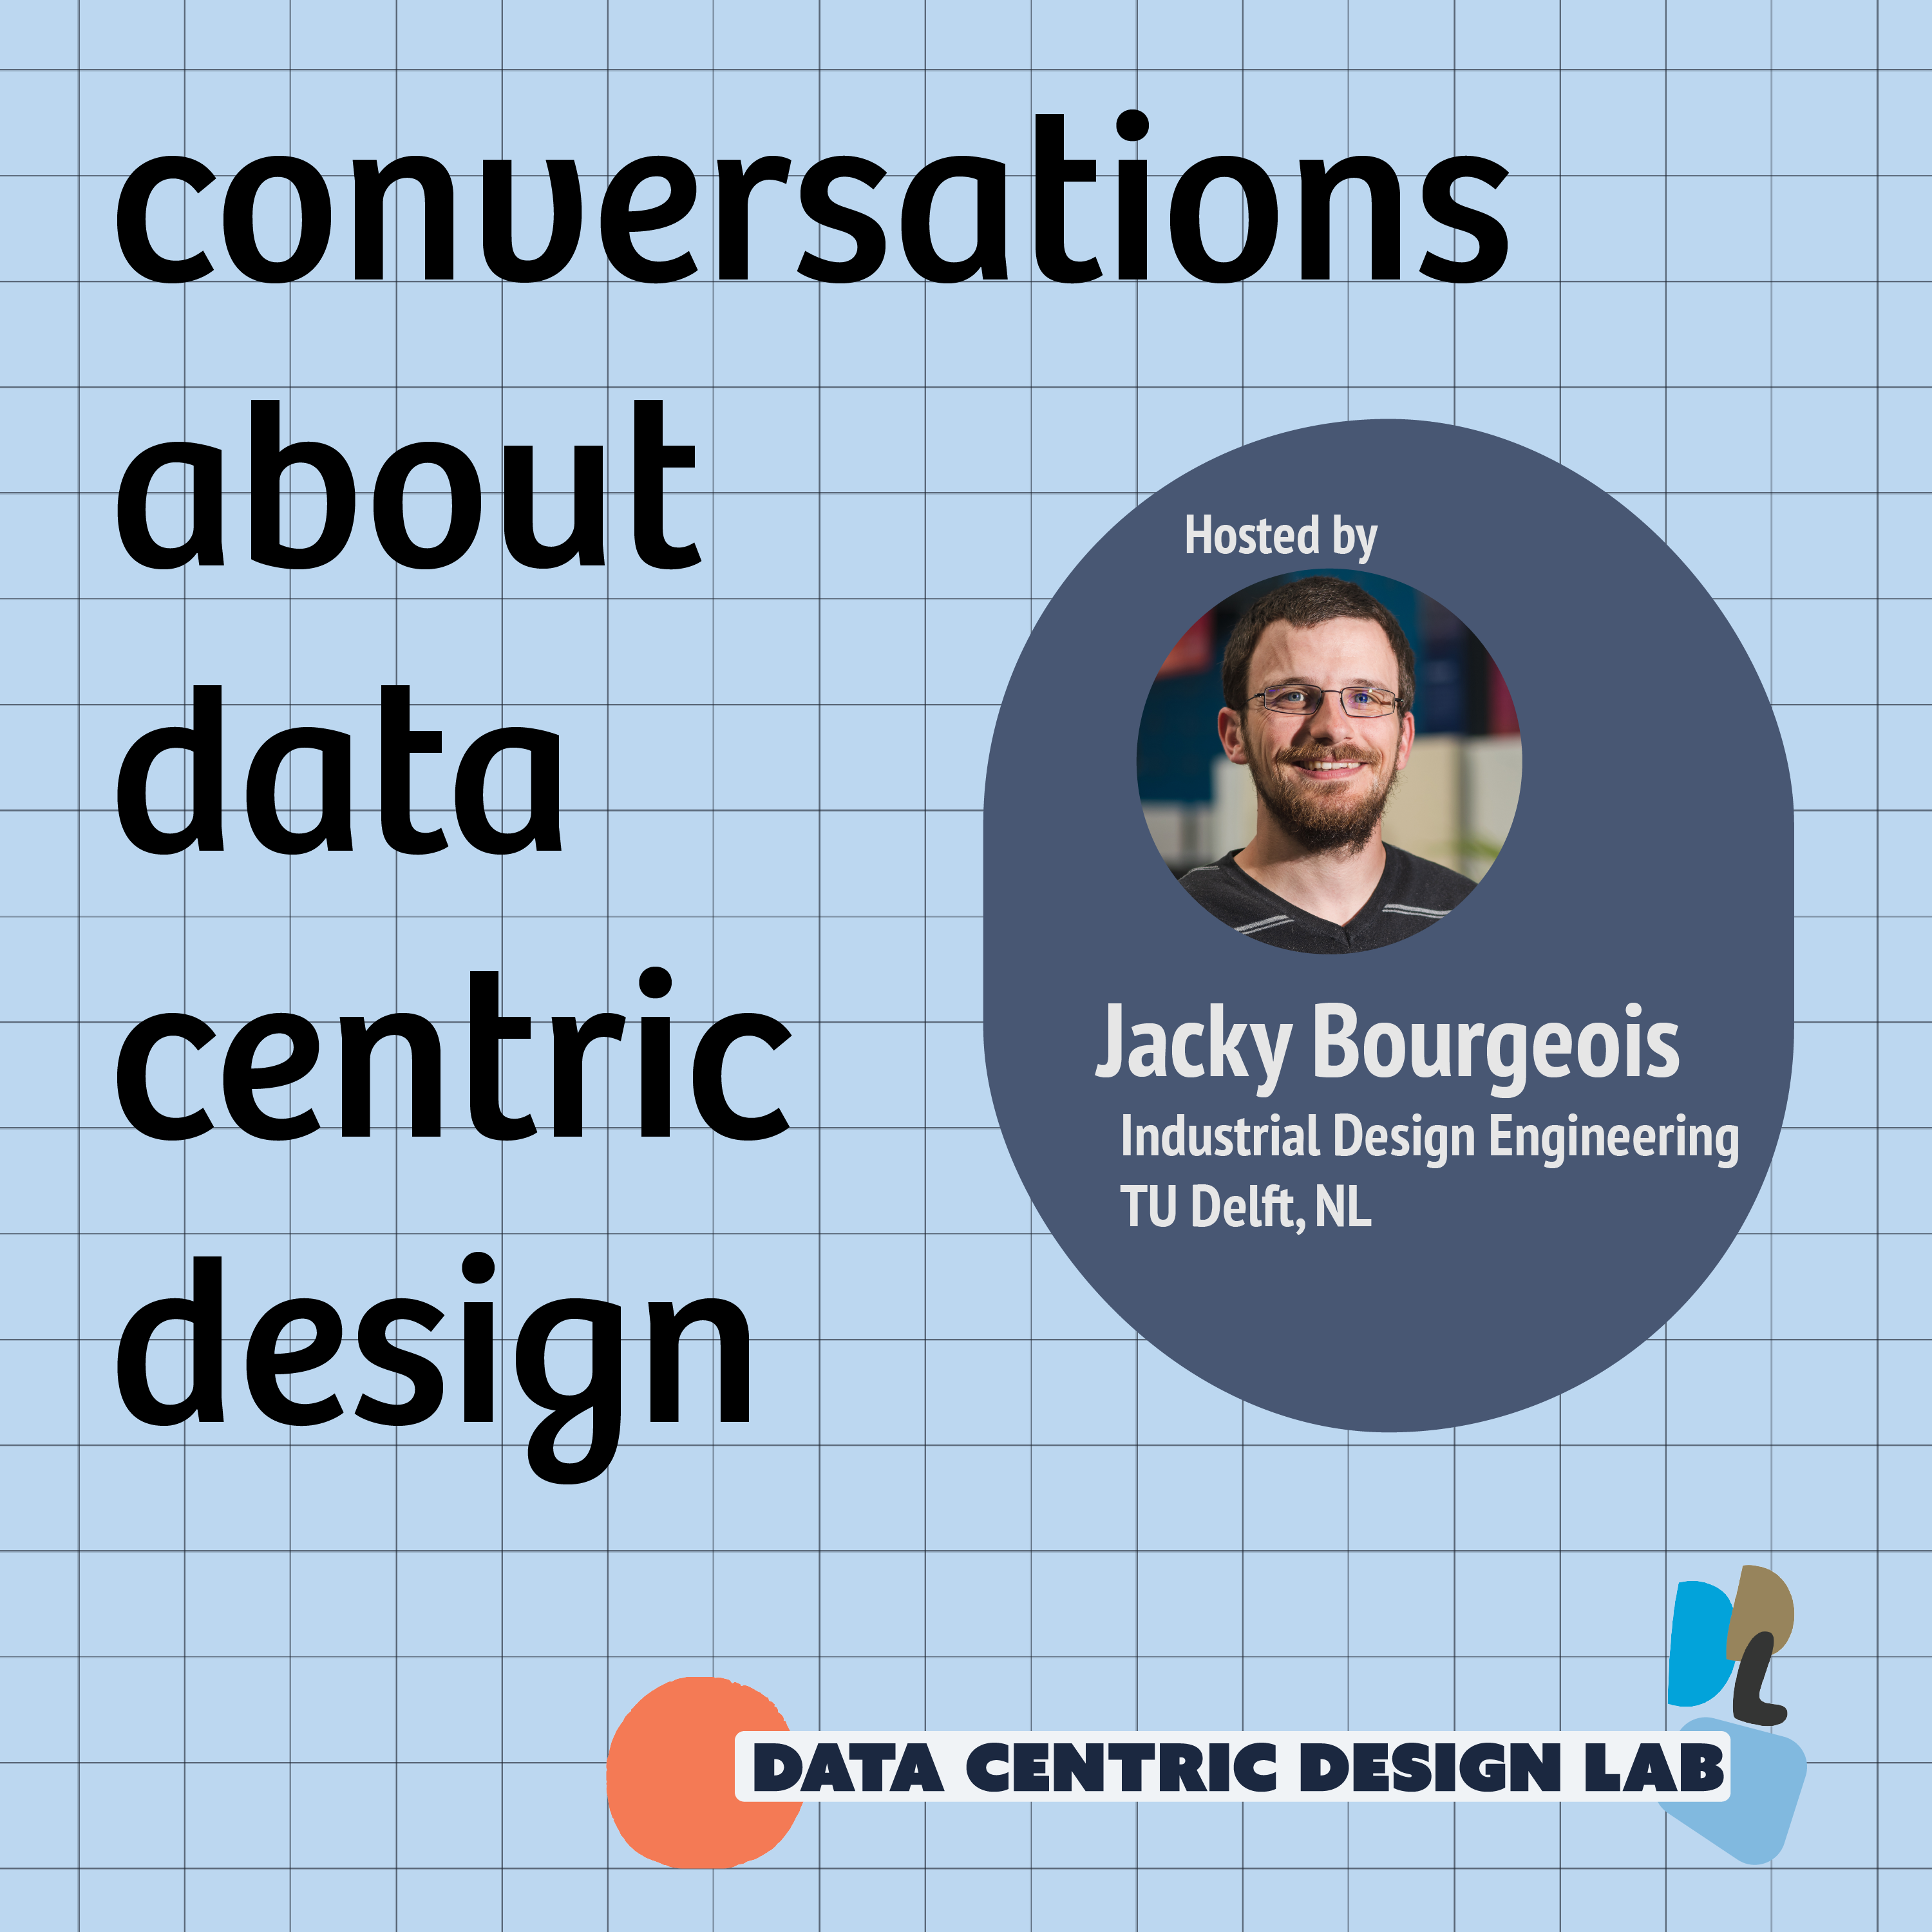 conversations
about
data
centric
design
Hosted by
Jacky Bourgeois
Industrial Design Engineering
TU Delft, NL
DATA CENTRIC DESIGN LAB